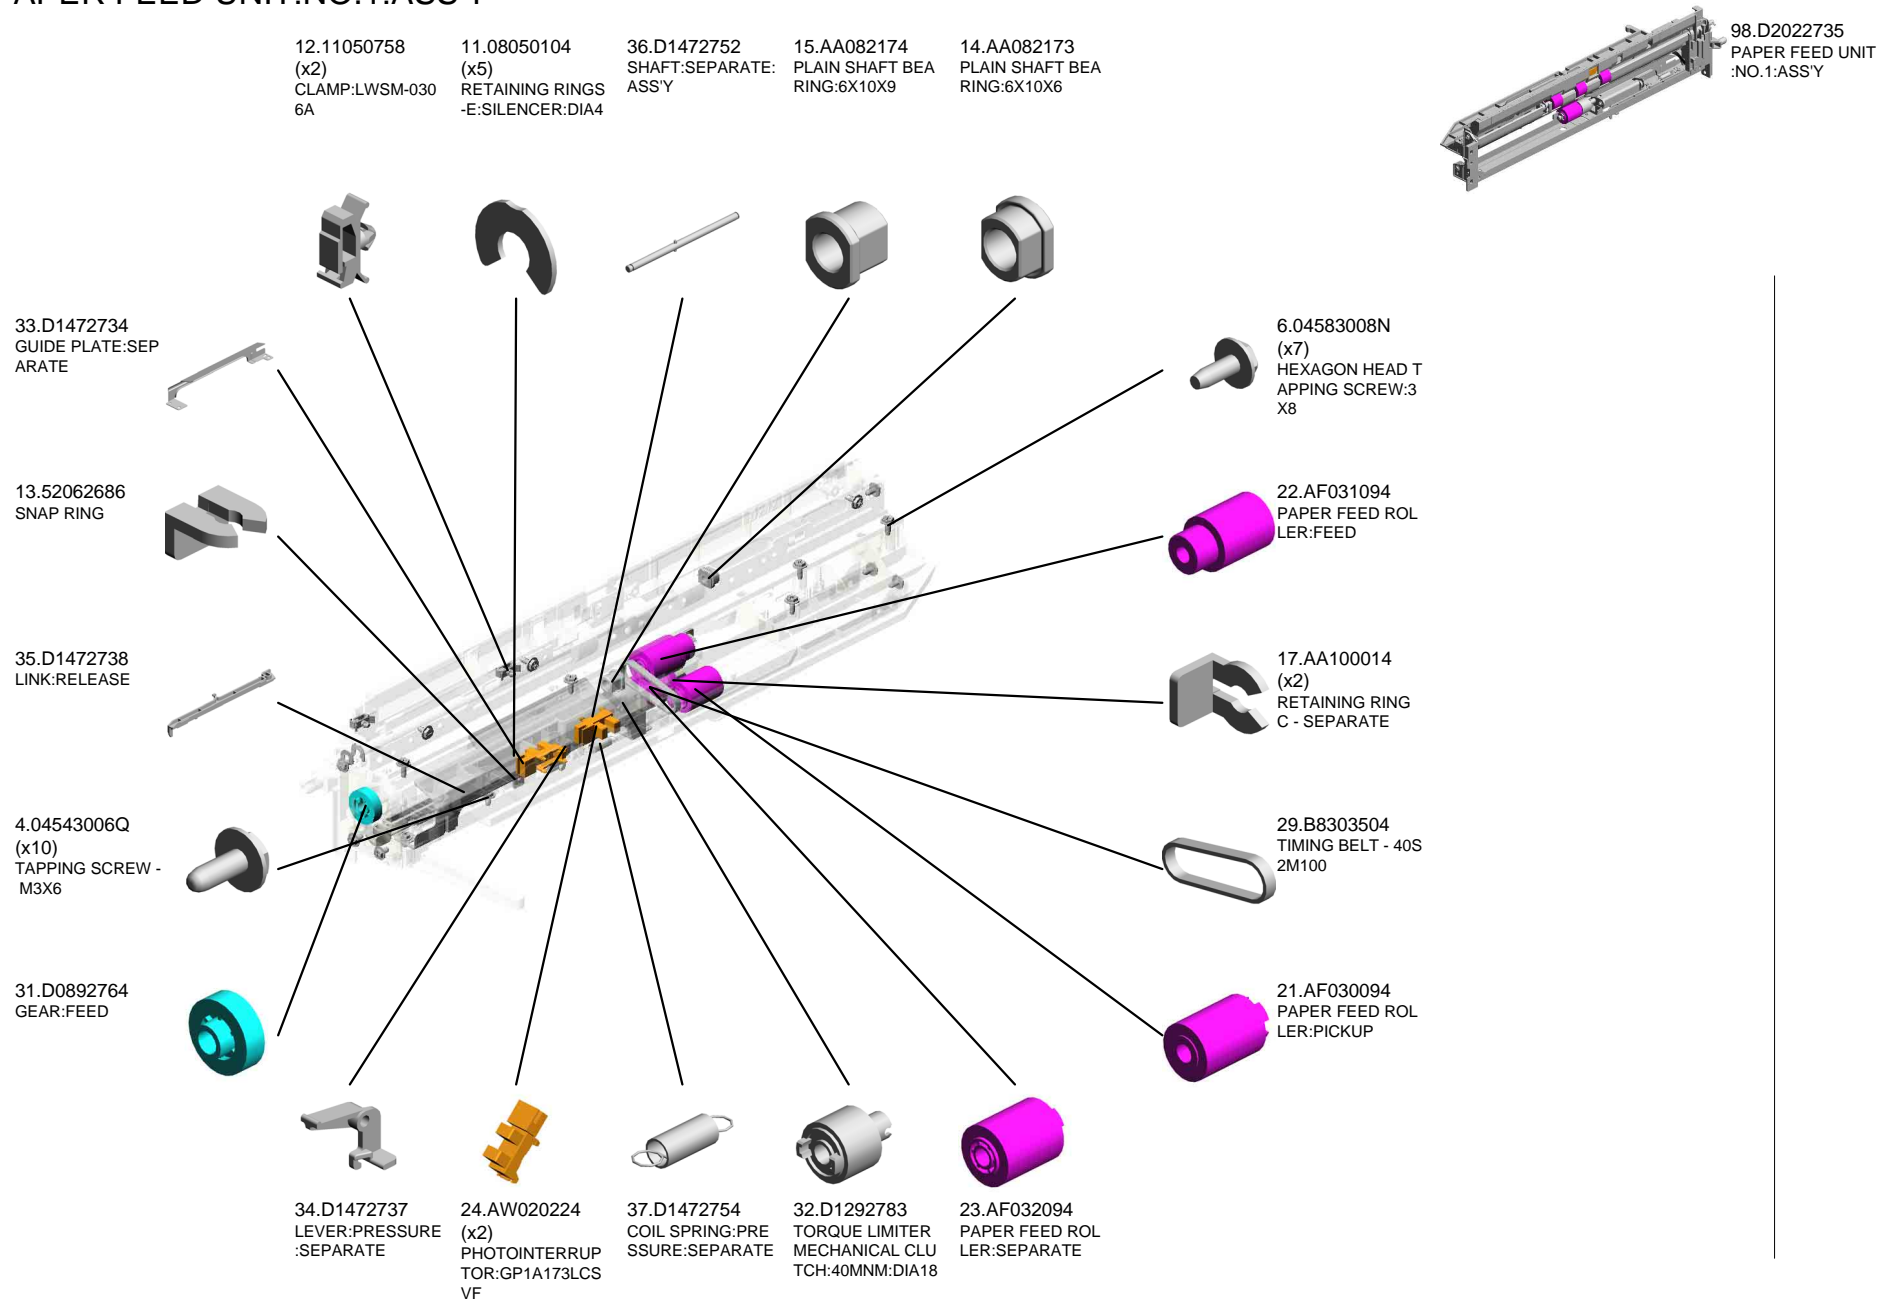 APER FEED UNIT:NO.1:ASS'Y
12.11050758
(x2)
CLAMP:LWSM-030
6A
11.08050104
(x5)
RETAINING RINGS
-E:SILENCER:DIA4
36.D1472752
SHAFT:SEPARATE:
ASS'Y
15.AA082174
PLAIN SHAFT BEA
RING:6X10X9
14.AA082173
PLAIN SHAFT BEA
RING:6X10X6
98.D2022735
PAPER FEED UNIT
:NO.1:ASS'Y
33.D1472734
GUIDE PLATE:SEP
ARATE
6.04583008N
(x7)
HEXAGON HEAD T
APPING SCREW:3
X8
13.52062686
SNAP RING
22.AF031094
PAPER FEED ROL
LER:FEED
35.D1472738
LINK:RELEASE
17.AA100014
(x2)
RETAINING RING
C - SEPARATE
4.04543006Q
(x10)
TAPPING SCREW -
M3X6
29.B8303504
TIMING BELT - 40S
2M100
31.D0892764
GEAR:FEED
21.AF030094
PAPER FEED ROL
LER:PICKUP
34.D1472737
LEVER:PRESSURE
:SEPARATE
24.AW020224
(x2)
PHOTOINTERRUP
TOR:GP1A173LCS
VF
37.D1472754
COIL SPRING:PRE
SSURE:SEPARATE
32.D1292783
TORQUE LIMITER
MECHANICAL CLU
TCH:40MNM:DIA18
23.AF032094
PAPER FEED ROL
LER:SEPARATE